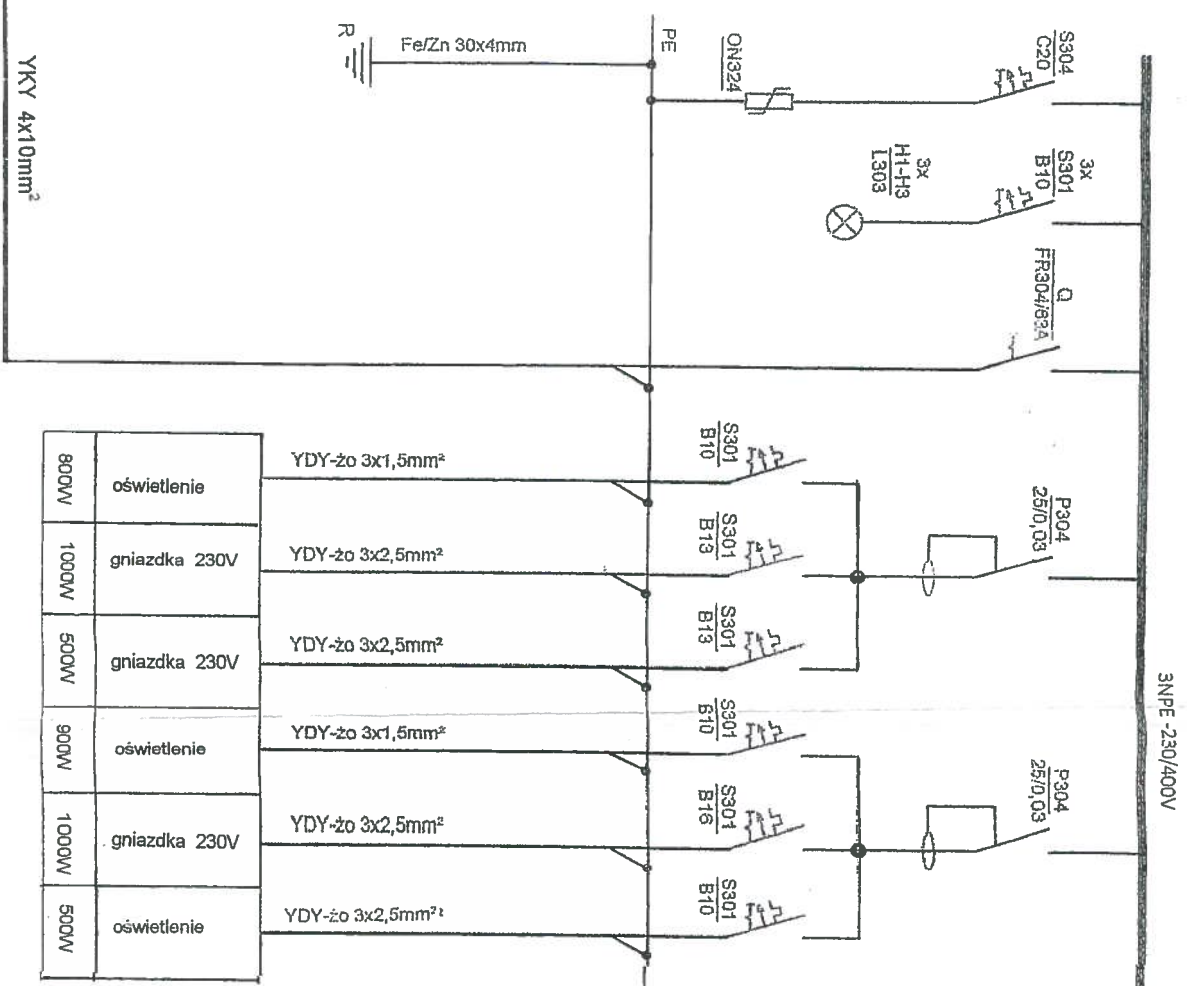 S304
C20
3x
S301
B10
Q
FR304/63A
P304
25/0,03
P304
25/0,03
3NPE -230/400V
ON324
3x
H1-H3
L303
PE
Fe/Zn 30x4mm
R
YKY 4x10mm²
S301
B10
S301
B13
S301
B13
S301
B10
S301
B16
S301
B10
YDY-żo 3x1,5mm²
YDY-żo 3x2,5mm²
YDY-żo 3x2,5mm²
YDY-żo 3x1,5mm²
YDY-żo 3x2,5mm²
YDY-żo 3x2,5mm²
oświetlenie
800W
gniazdka 230V
1000W
gniazdka 230V
500W
oświetlenie
900W
gniazdka 230V
1000W
oświetlenie
500W